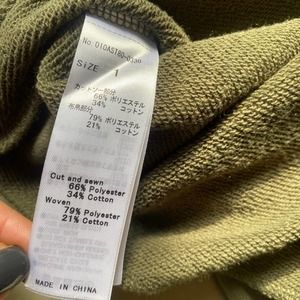 No. 010AST80-0130
SIZE 1
カットソー部分
66% ポリエステル
34% コットン
布帛部分
79% ポリエステル
21% コットン
Cut and sewn
66% Polyester
34% Cotton
Woven
79% Polyester
21% Cotton
MADE IN CHINA